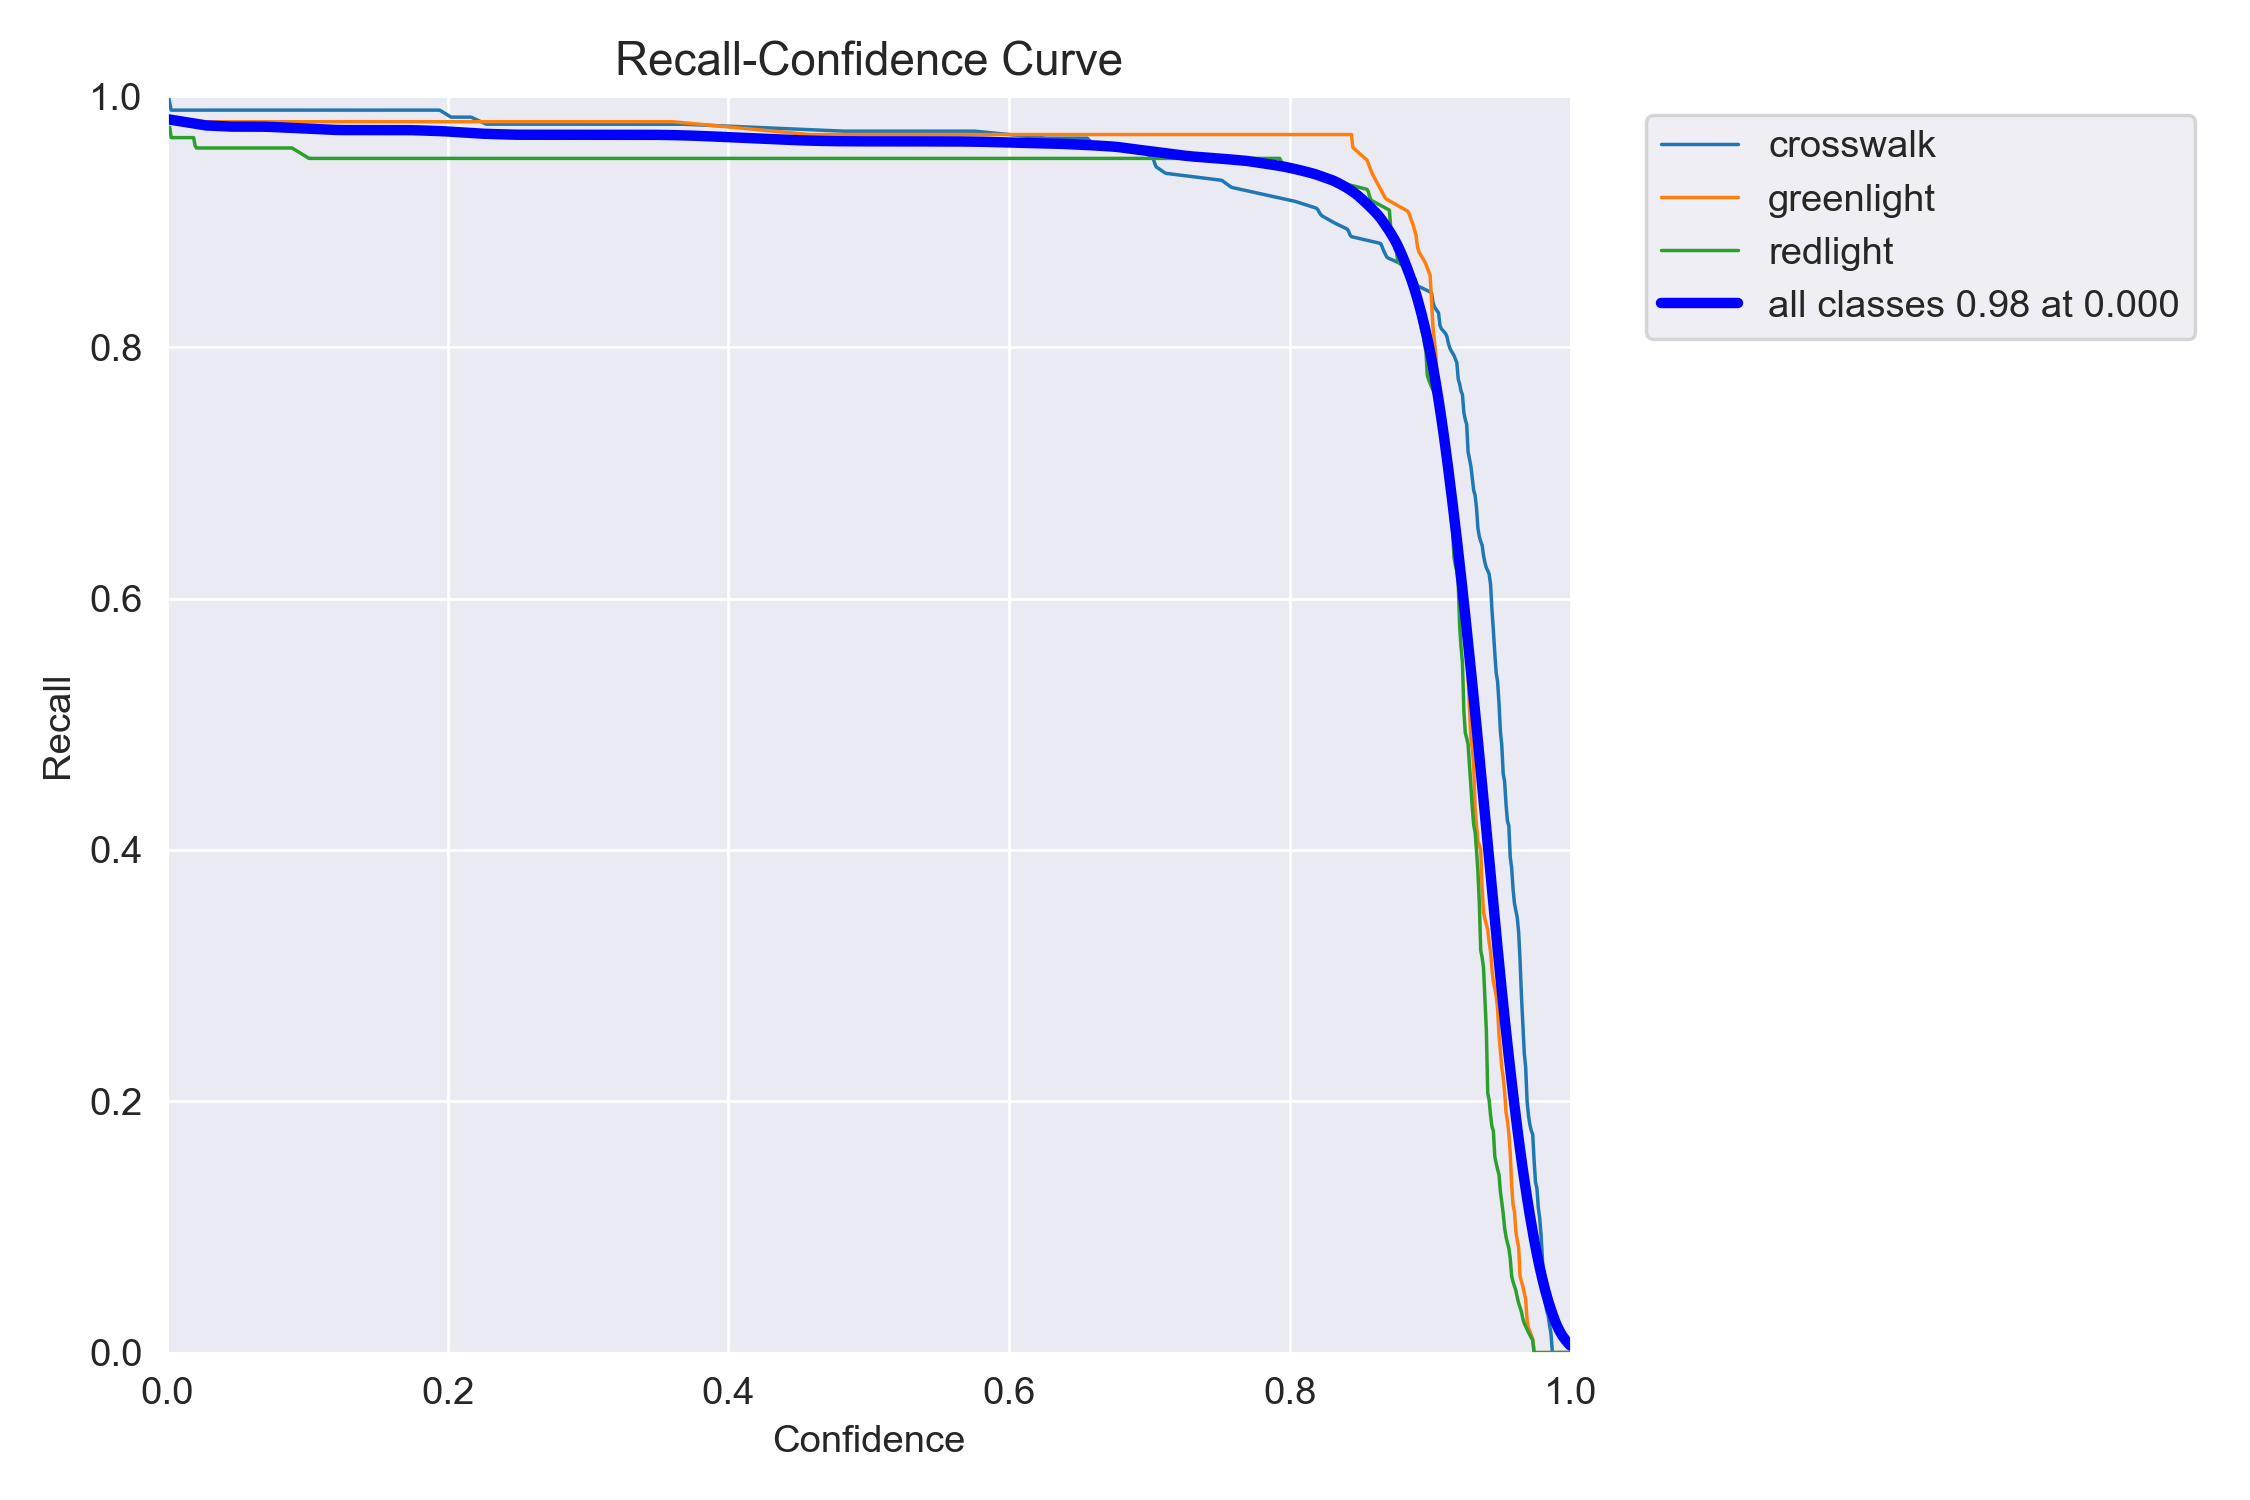 Recall-Confidence Curve
1.0
0.8
0.6
0.4
0.2
0.0
Recall
0.0 0.2 0.4 0.6 0.8 1.0
Confidence
crosswalk
greenlight
redlight
all classes 0.98 at 0.000